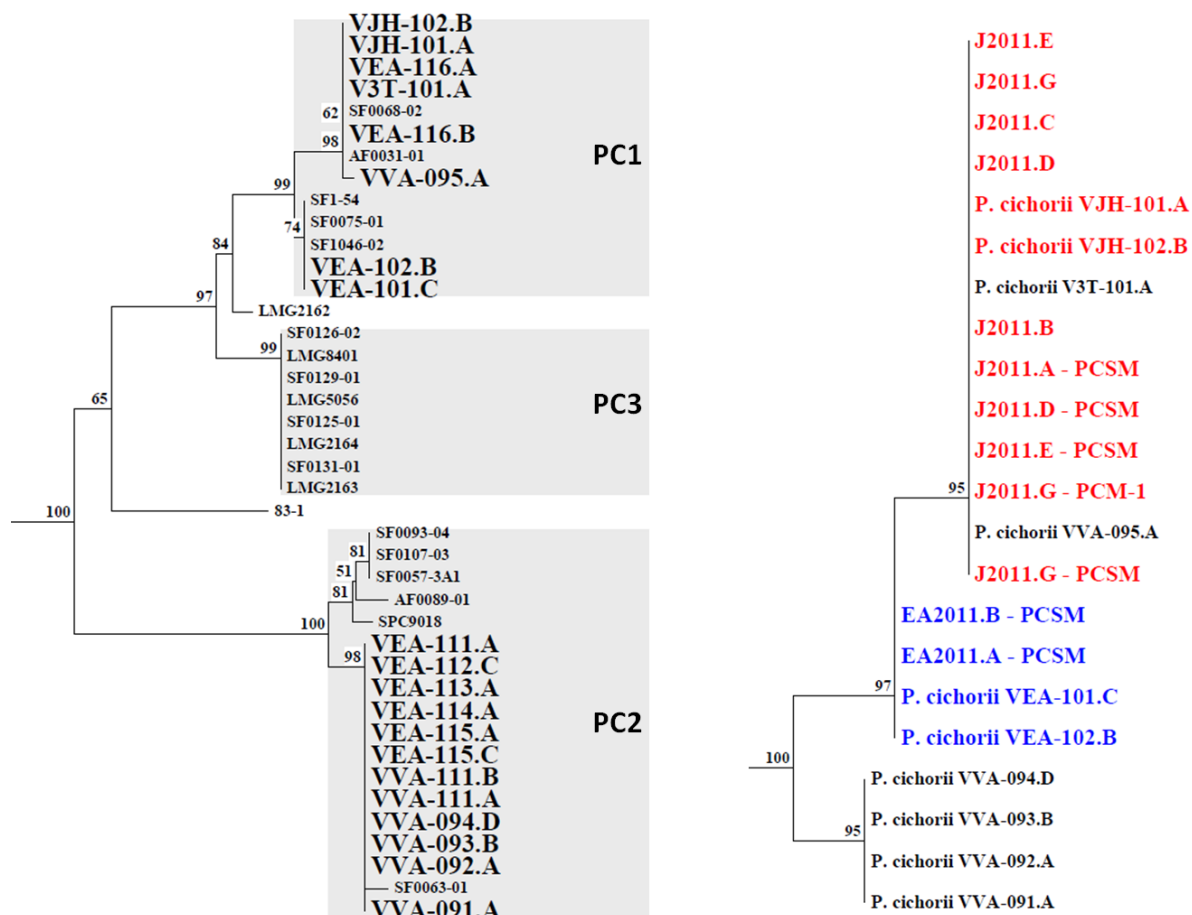 VJH-102.B
VJH-101.A
VEA-116.A
V3T-101.A
62
SF0068-02
VEA-116.B
98
AF0031-01
PC1
VVA-095.A
99
SF1-54
SF0075-01
74
SF1046-02
84
VEA-102.B
VEA-101.C
97
LMG2162
SF0126-02
99
LMG8401
SF0129-01
65
LMG5056
PC3
SF0125-01
LMG2164
SF0131-01
LMG2163
100
83-1
SF0093-04
81
SF0107-03
51
SF0057-3A1
81
AF0089-01
100
SPC9018
VEA-111.A
98
VEA-112.C
VEA-113.A
VEA-114.A
PC2
VEA-115.A
VEA-115.C
VVA-111.B
VVA-111.A
VVA-094.D
VVA-093.B
VVA-092.A
SF0063-01
VVA-091.A
J2011.E
J2011.G
J2011.C
J2011.D
P. cichorii VJH-101.A
P. cichorii VJH-102.B
P. cichorii V3T-101.A
J2011.B
J2011.A - PCSM
J2011.D - PCSM
J2011.E - PCSM
95
J2011.G - PCM-1
P. cichorii VVA-095.A
J2011.G - PCSM
EA2011.B - PCSM
EA2011.A - PCSM
97
P. cichorii VEA-101.C
P. cichorii VEA-102.B
100
P. cichorii VVA-094.D
P. cichorii VVA-093.B
95
P. cichorii VVA-092.A
P. cichorii VVA-091.A